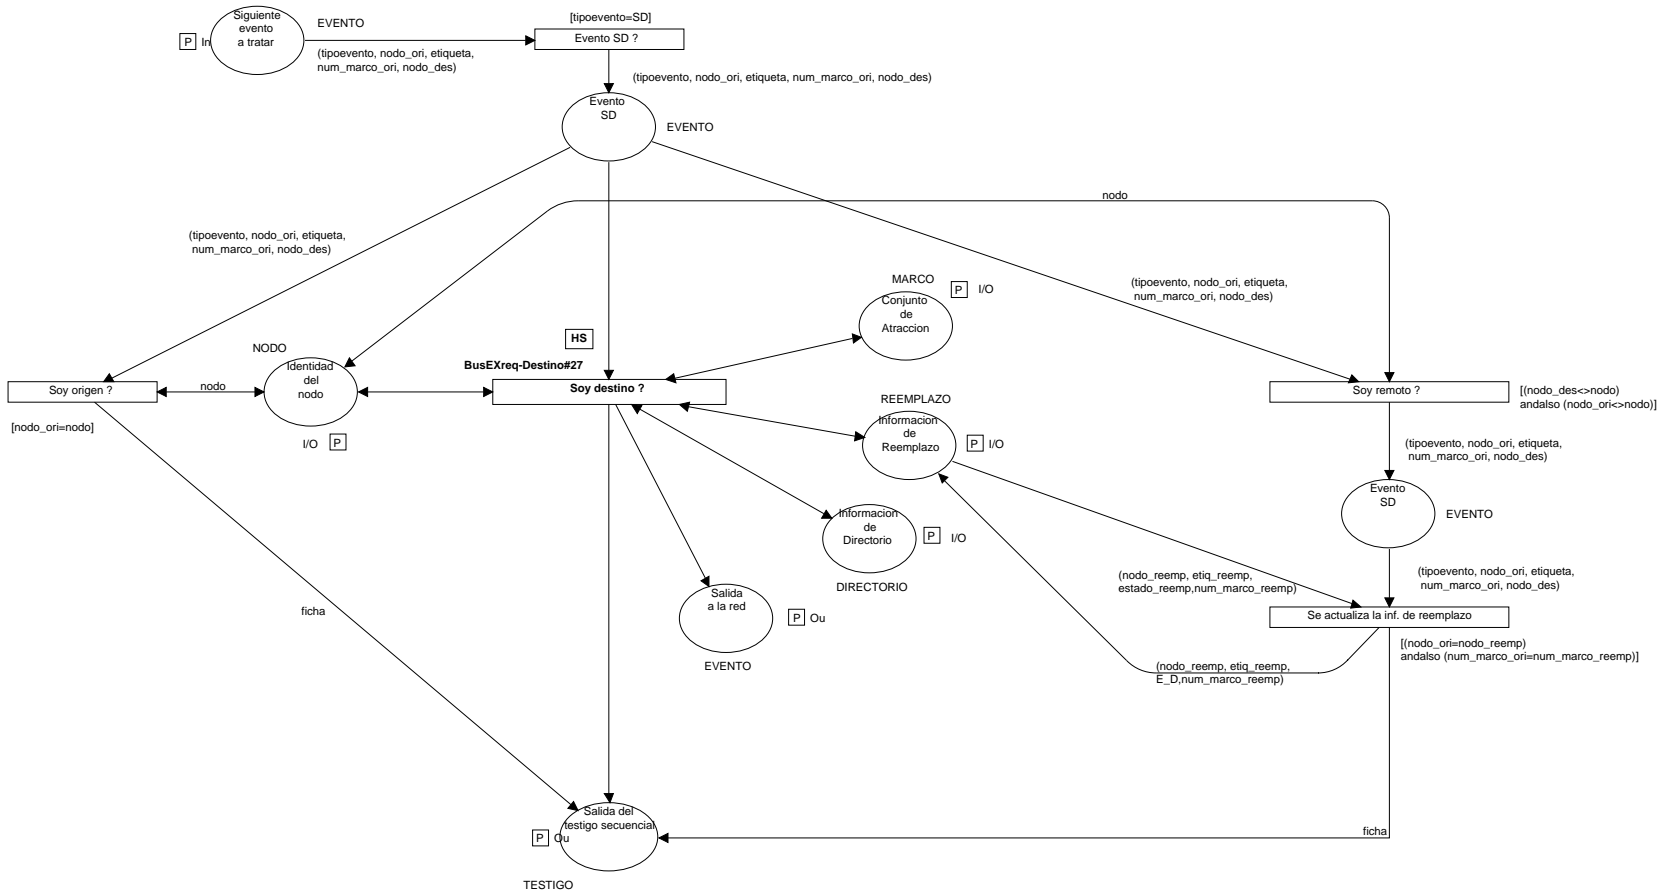 Siguiente
evento
a tratar
P
In
EVENTO
(tipoevento, nodo_ori, etiqueta,
num_marco_ori, nodo_des)
[tipoevento=SD]
Evento SD ?
(tipoevento, nodo_ori, etiqueta, num_marco_ori, nodo_des)
Evento
SD
EVENTO
nodo
(tipoevento, nodo_ori, etiqueta,
num_marco_ori, nodo_des)
(tipoevento, nodo_ori, etiqueta,
num_marco_ori, nodo_des)
MARCO
P
I/O
Conjunto
de
Atraccion
HS
BusEXreq-Destino#27
Soy destino ?
NODO
Identidad
del
nodo
I/O
P
nodo
Soy origen ?
[nodo_ori=nodo]
Soy remoto ?
[(nodo_des<>nodo)
andalso (nodo_ori<>nodo)]
REEMPLAZO
Informacion
de
Reemplazo
P
I/O
(tipoevento, nodo_ori, etiqueta,
num_marco_ori, nodo_des)
Evento
SD
EVENTO
Informacion
de
Directorio
P
I/O
DIRECTORIO
(tipoevento, nodo_ori, etiqueta,
num_marco_ori, nodo_des)
(nodo_reemp, etiq_reemp,
estado_reemp,num_marco_reemp)
Se actualiza la inf. de reemplazo
[(nodo_ori=nodo_reemp)
andalso (num_marco_ori=num_marco_reemp)]
(nodo_reemp, etiq_reemp,
E_D,num_marco_reemp)
Salida
a la red
P
Ou
EVENTO
ficha
Salida del
testigo secuencial
P
Ou
TESTIGO
ficha